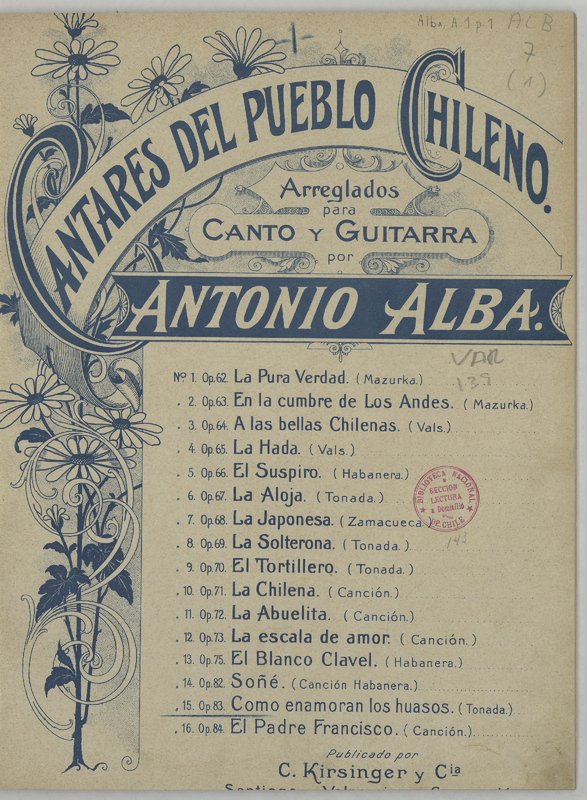 Alba, A. 1 p. 1 ACB
7
(1)
CANTARES DEL PUEBLO CHILENO.
Arreglados
para
CANTO Y GUITARRA
por
ANTONIO ALBA.
VAR
139
Nº 1. Op.62. La Pura Verdad. (Mazurka.)
" 2. Op.63. En la cumbre de Los Andes. (Mazurka.)
" 3. Op.64. A las bellas Chilenas. (Vals.)
" 4. Op.65. La Hada. (Vals.)
" 5. Op.66. El Suspiro. (Habanera.)
" 6. Op.67. La Aloja. (Tonada.)
" 7. Op.68. La Japonesa. (Zamacueca.
" 8. Op.69. La Solterona. (Tonada.)
" 9. Op.70. El Tortillero. (Tonada.)
" 10. Op.71. La Chilena. (Canción.)
" 11. Op.72. La Abuelita. (Canción.)
" 12. Op.73. La escala de amor. (Canción.)
" 13. Op.75. El Blanco Clavel. (Habanera.)
" 14. Op.82. Soñé. (Canción Habanera.)
" 15. Op.83. Como enamoran los huasos. (Tonada.)
" 16. Op.84. El Padre Francisco. (Canción.)
BIBLIOTECA NACIONAL
SECCION
LECTURA
a Domicilio
DE CHILE
Publicado por
C. Kirsinger y Cia